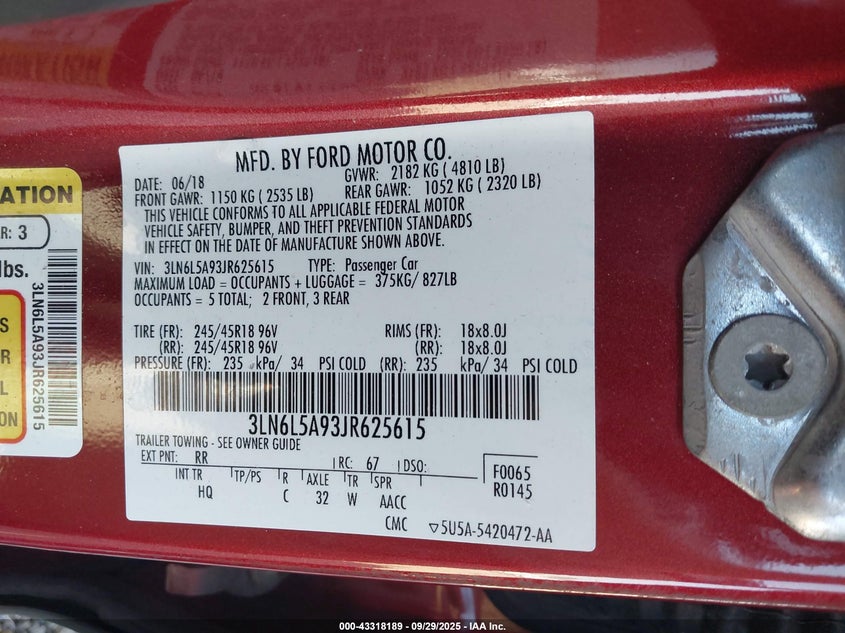 MFD. BY FORD MOTOR CO.
DATE: 06/18 GVWR: 2182 KG ( 4810 LB)
FRONT GAWR: 1150 KG ( 2535 LB) REAR GAWR: 1052 KG ( 2320 LB)
THIS VEHICLE CONFORMS TO ALL APPLICABLE FEDERAL MOTOR
VEHICLE SAFETY, BUMPER, AND THEFT PREVENTION STANDARDS
IN EFFECT ON THE DATE OF MANUFACTURE SHOWN ABOVE.
VIN: 3LN6L5A93JR625615 TYPE: Passenger Car
MAXIMUM LOAD = OCCUPANTS + LUGGAGE = 375KG/ 827LB
OCCUPANTS = 5 TOTAL; 2 FRONT, 3 REAR
TIRE (FR): 245/45R18 96V RIMS (FR): 18x8.0J
(RR): 245/45R18 96V (RR): 18x8.0J
PRESSURE (FR): 235 kPa/ 34 PSI COLD (RR): 235 kPa/ 34 PSI COLD
3LN6L5A93JR625615
TRAILER TOWING - SEE OWNER GUIDE
EXT PNT: RR RC: 67 DSO:
F0065
R0145
INT TR TP/PS R AXLE TR SPR
HQ C 32 W AACC
CMC ▽5U5A-5420472-AA
ATION
R: 3
lbs.
S
R
L
ION
3LN6L5A93JR625615
000-43318189 - 09/29/2025 - IAA Inc.